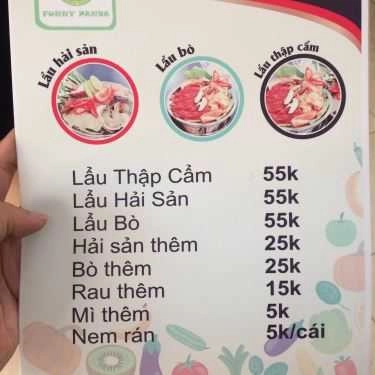 FUNNY PANDA
Lẩu hải sản
Lẩu bò
Lẩu thập cẩm
Lẩu Thập Cẩm 55k
Lẩu Hải Sản 55k
Lẩu Bò 55k
Hải sản thêm 25k
Bò thêm 25k
Rau thêm 15k
Mì thêm 5k
Nem rán 5k/cái